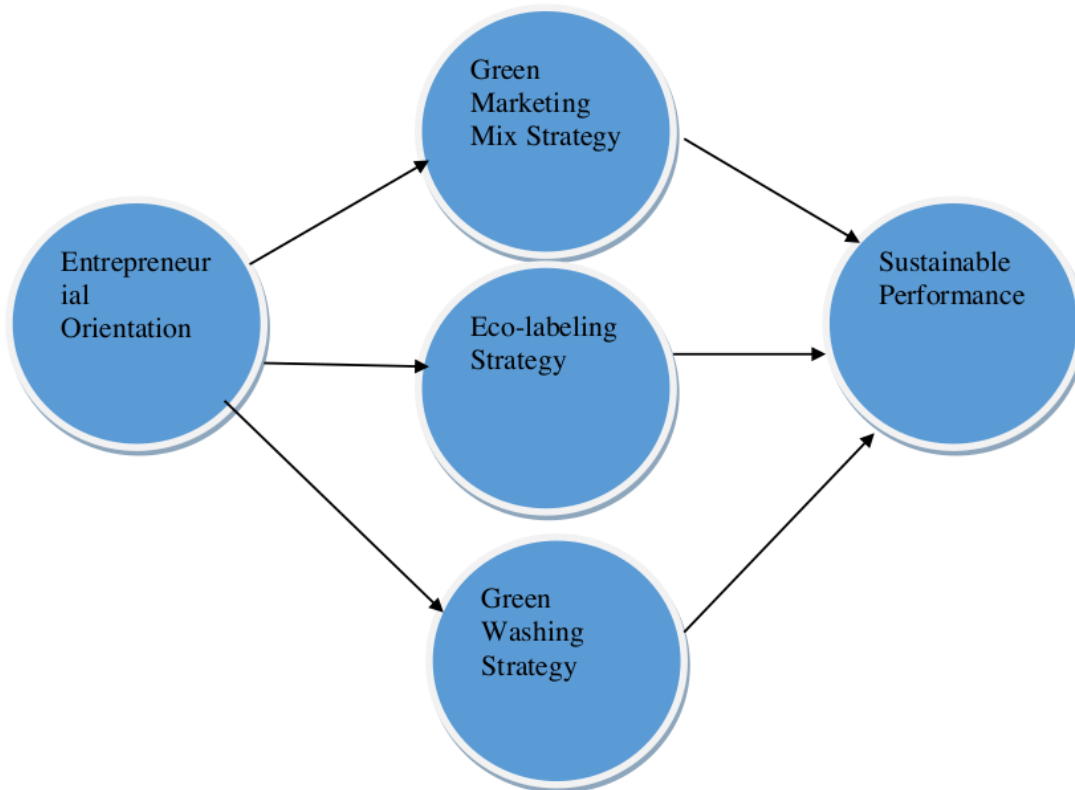 Green
Marketing
Mix Strategy
Entrepreneur
ial
Orientation
Eco-labeling
Strategy
Sustainable
Performance
Green
Washing
Strategy